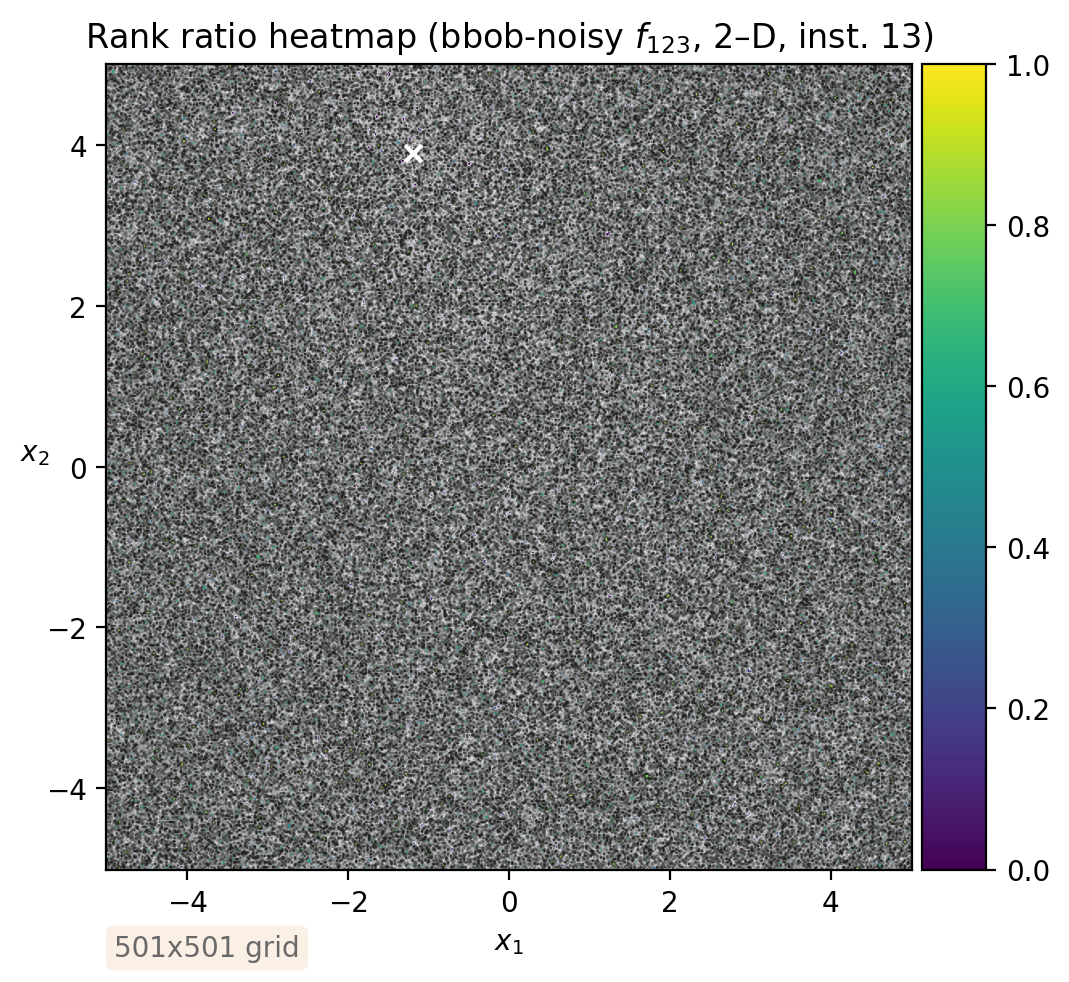 Rank ratio heatmap (bbob-noisy f₁₂₃, 2–D, inst. 13)
1.0
4
0.8
2
0.6
x₂
0
0.4
−2
0.2
−4
0.0
−4 −2 0 2 4
501x501 grid
x₁